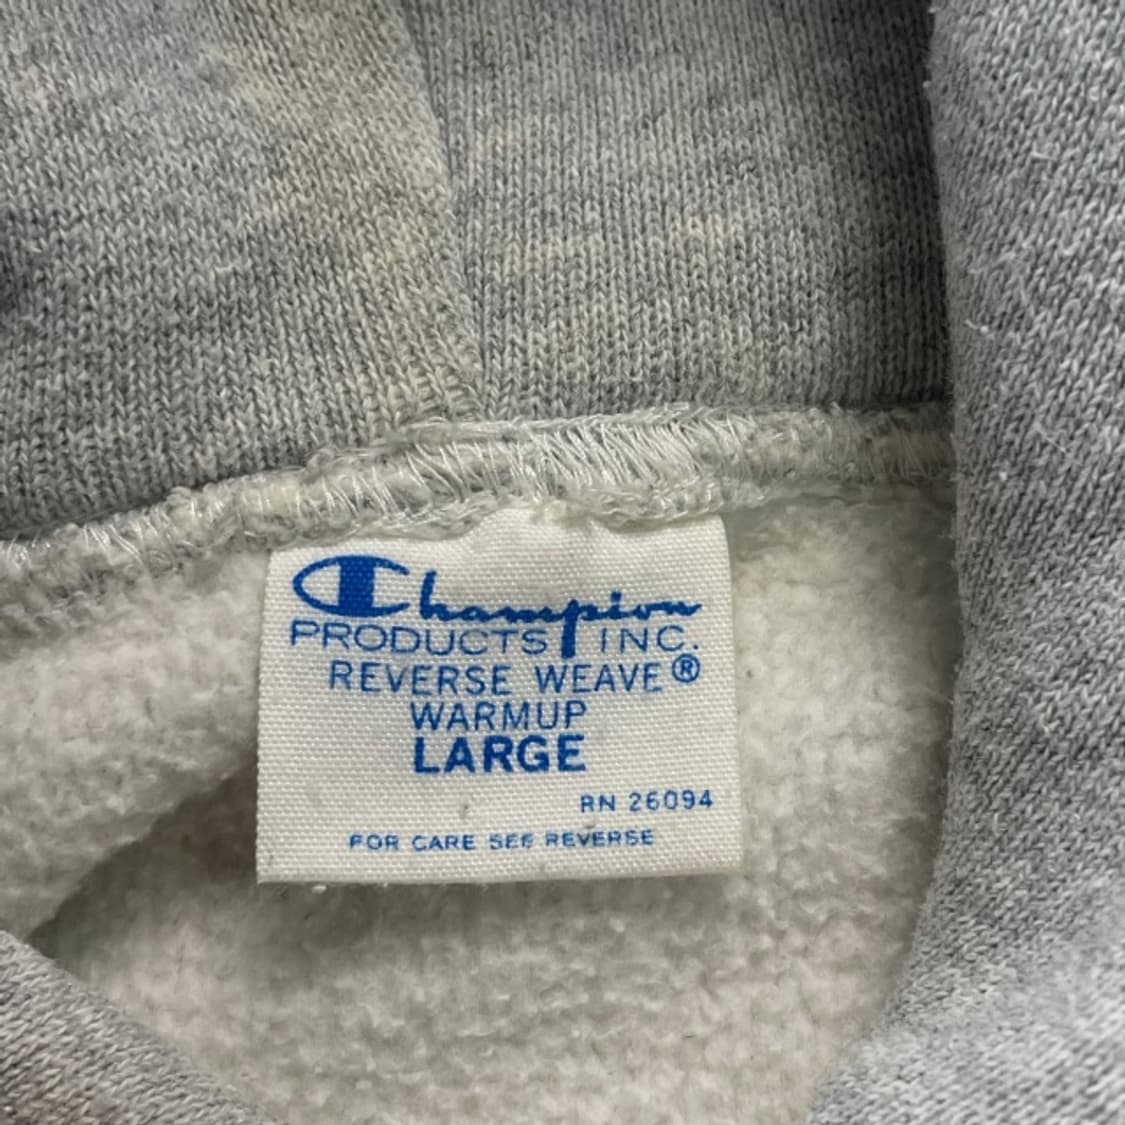 Champion
PRODUCTS INC.
REVERSE WEAVE®
WARMUP
LARGE
RN 26094
FOR CARE SEE REVERSE